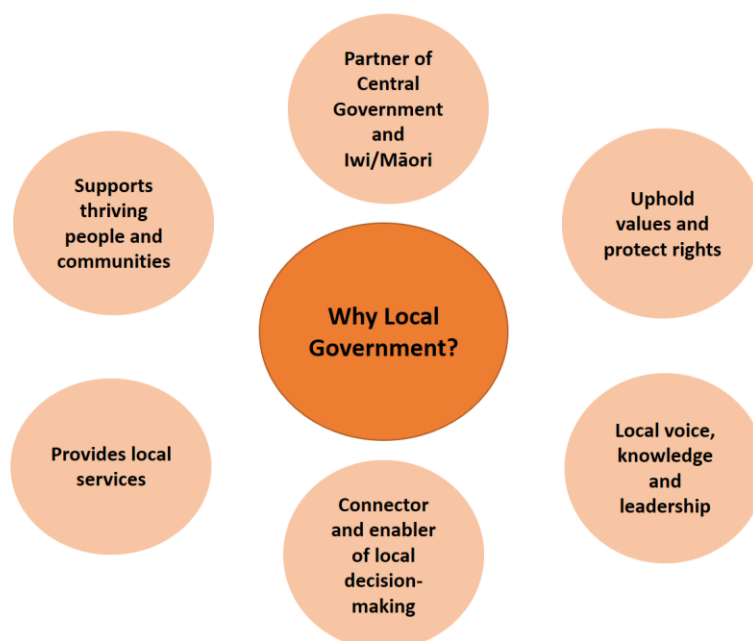 Partner of
Central
Government
and
Iwi/Māori
Supports
thriving
people and
communities
Uphold
values and
protect rights
Why Local
Government?
Provides local
services
Local voice,
knowledge
and
leadership
Connector
and enabler
of local
decision-
making